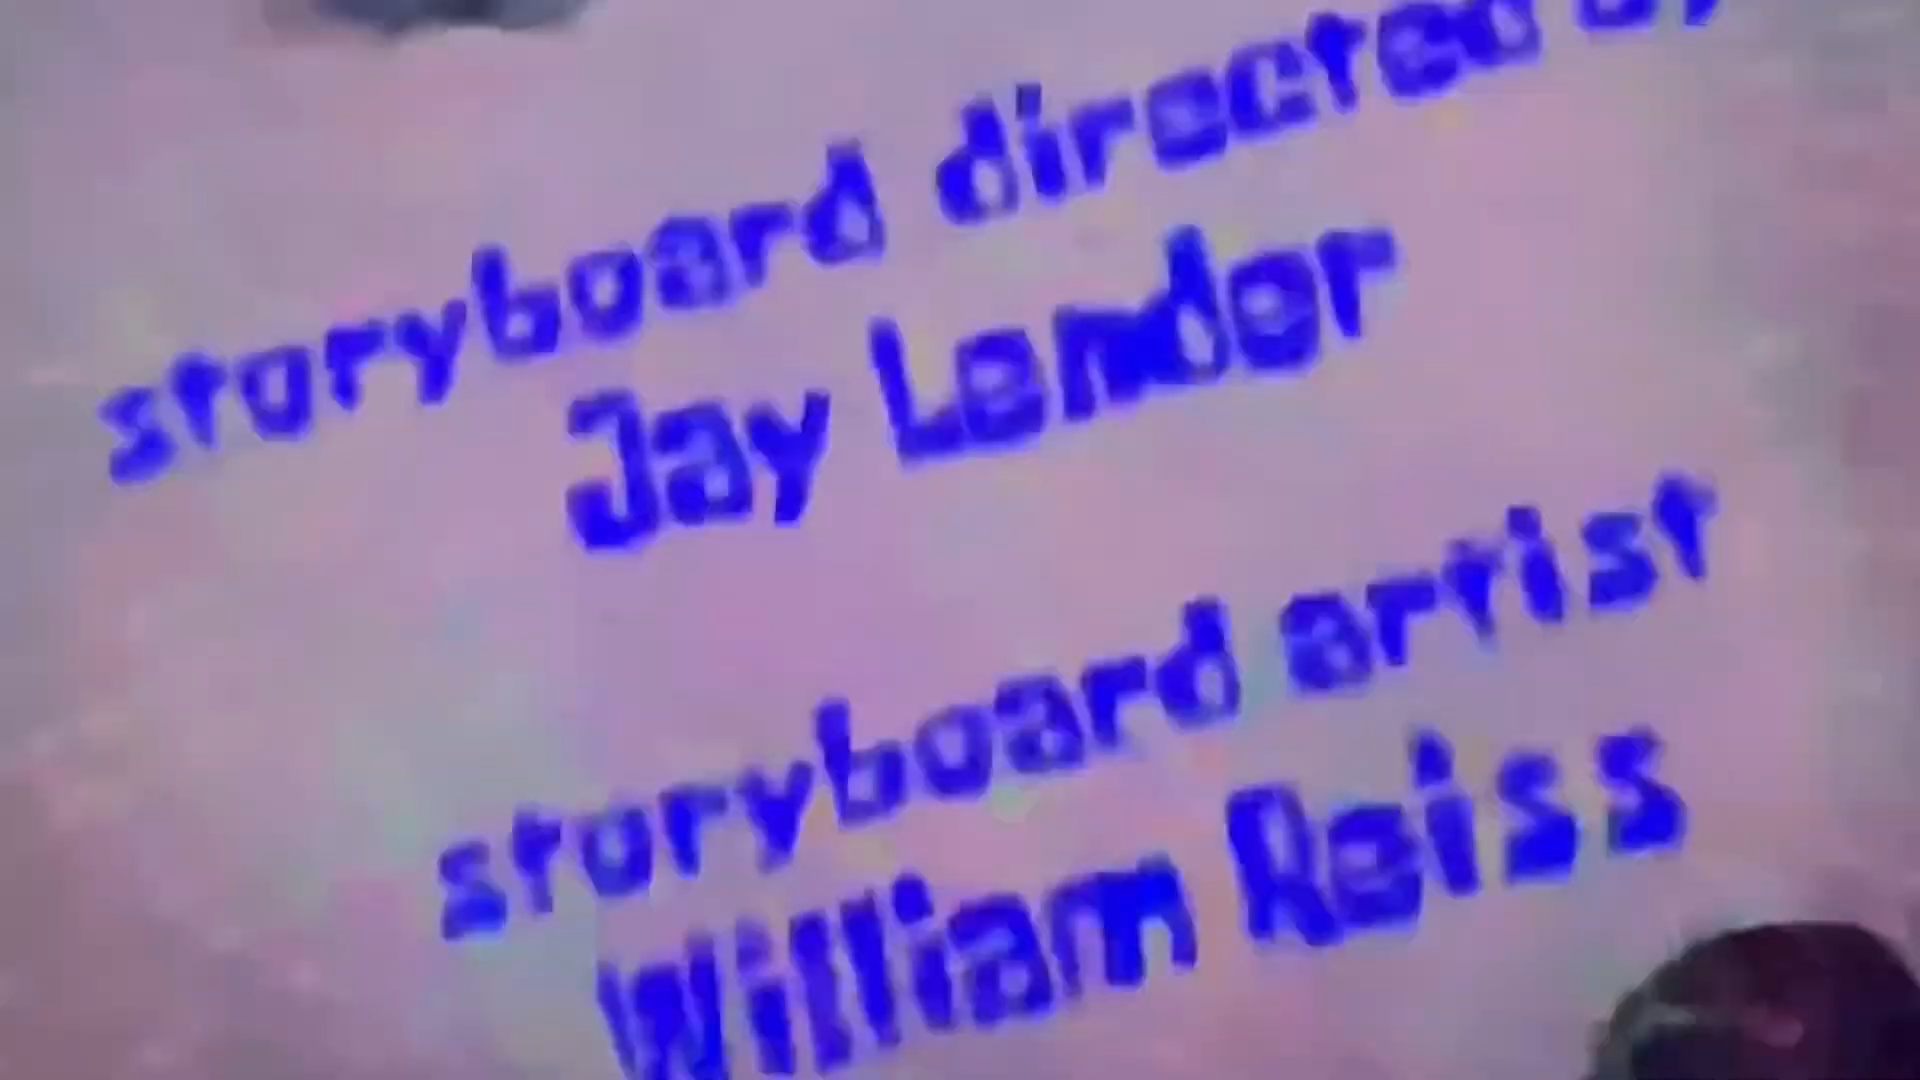 storyboard directed by
Jay Lender
storyboard artist
William Reiss